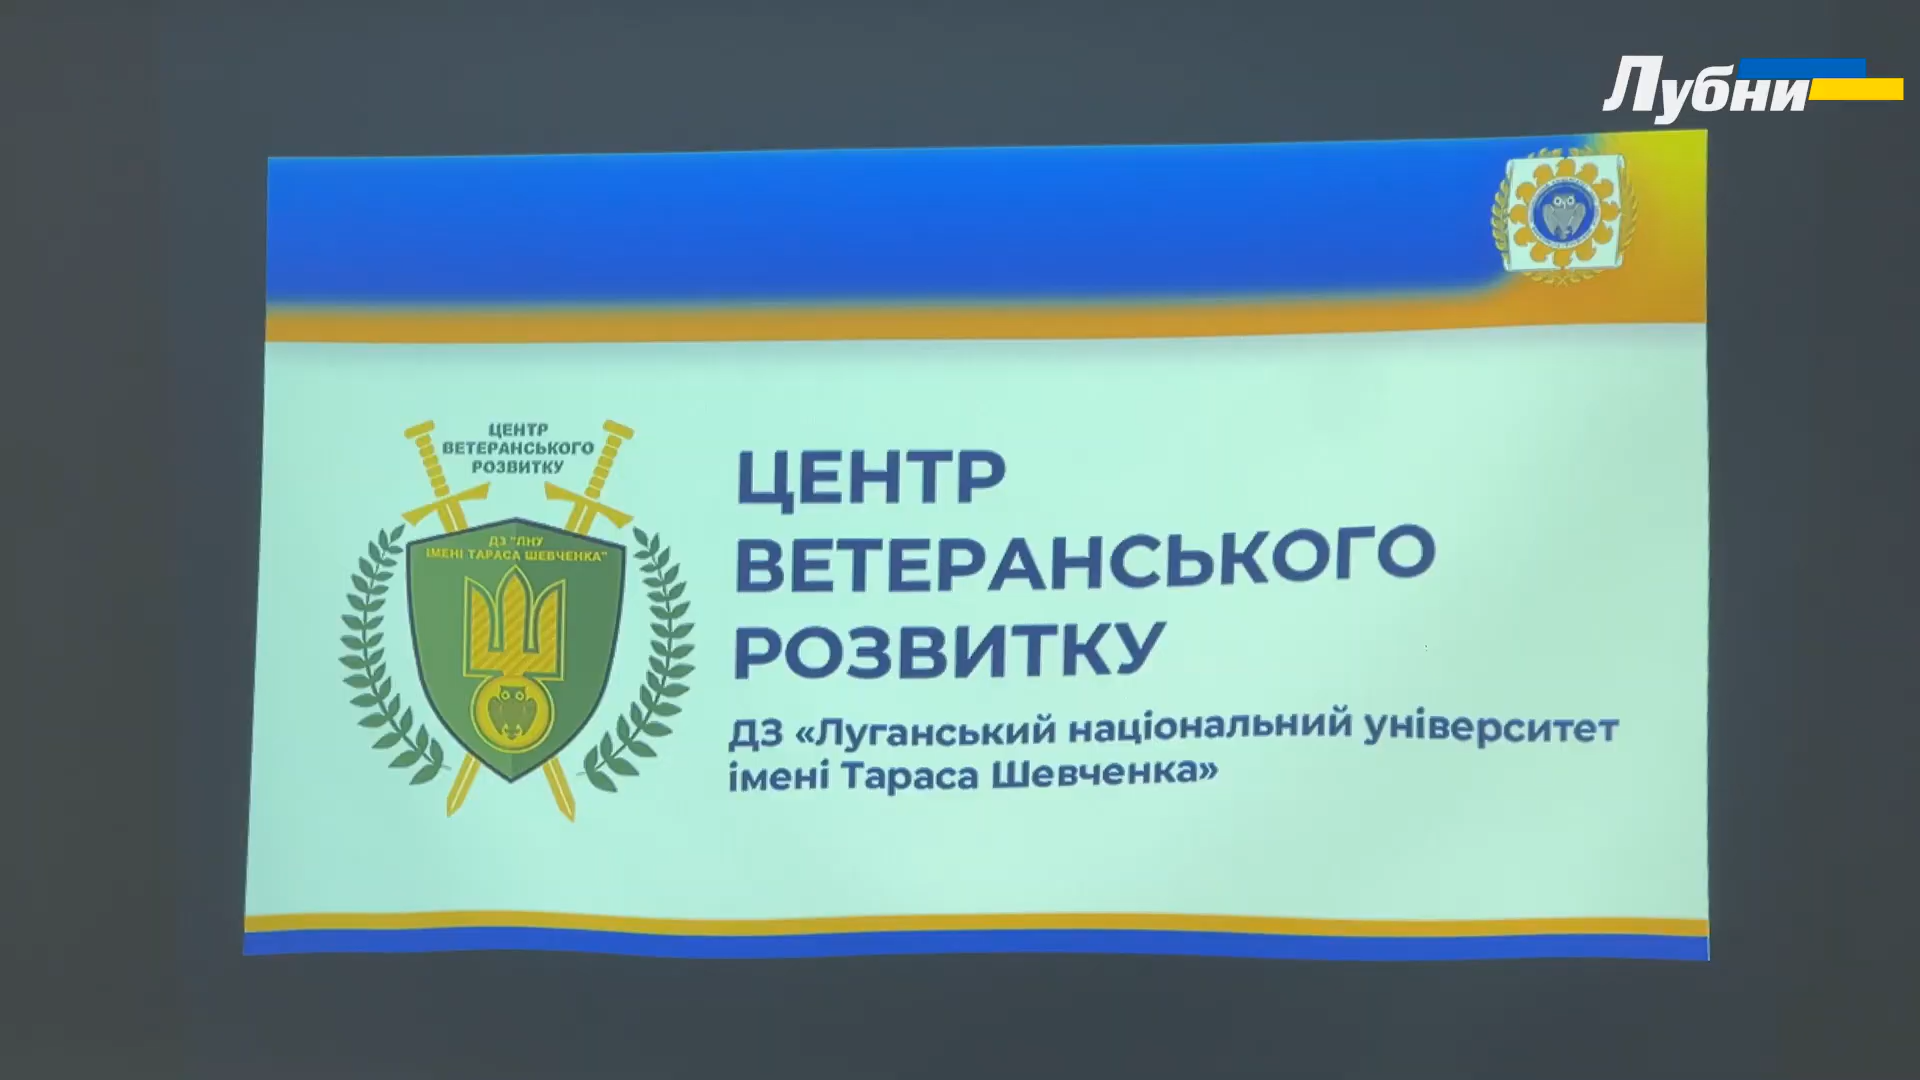 Лубни
ЦЕНТР
ВЕТЕРАНСЬКОГО
РОЗВИТКУ
ДЗ "ЛНУ
ІМЕНІ ТАРАСА ШЕВЧЕНКА"
ЦЕНТР
ВЕТЕРАНСЬКОГО
РОЗВИТКУ
ДЗ «Луганський національний університет
імені Тараса Шевченка»